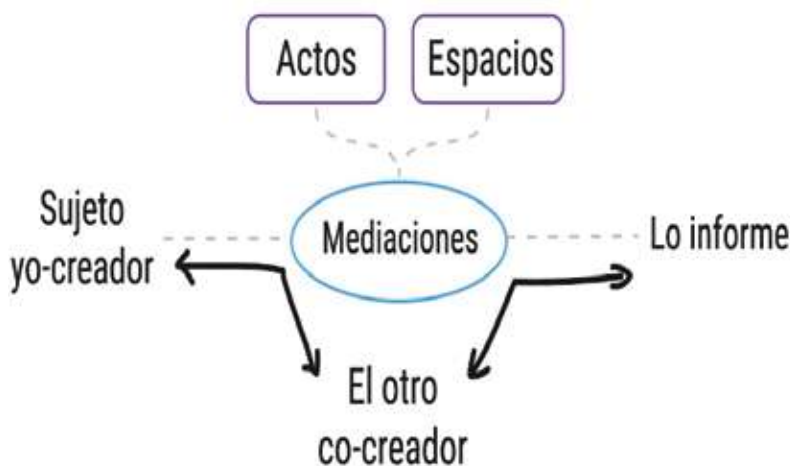 Actos
Espacios
Sujeto
yo-creador
Mediaciones
Lo informe
El otro
co-creador